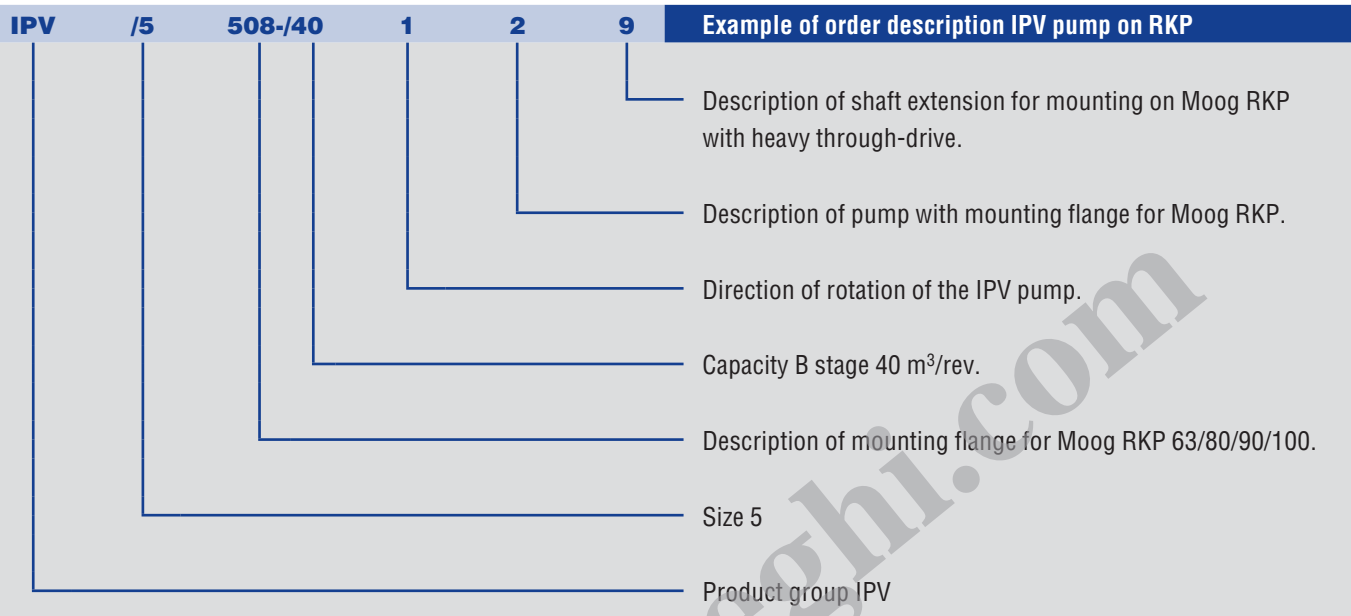 IPV /5 508-/40 1 2 9 Example of order description IPV pump on RKP
Description of shaft extension for mounting on Moog RKP
with heavy through-drive.
Description of pump with mounting flange for Moog RKP.
Direction of rotation of the IPV pump.
Capacity B stage 40 m³/rev.
Description of mounting flange for Moog RKP 63/80/90/100.
Size 5
Product group IPV